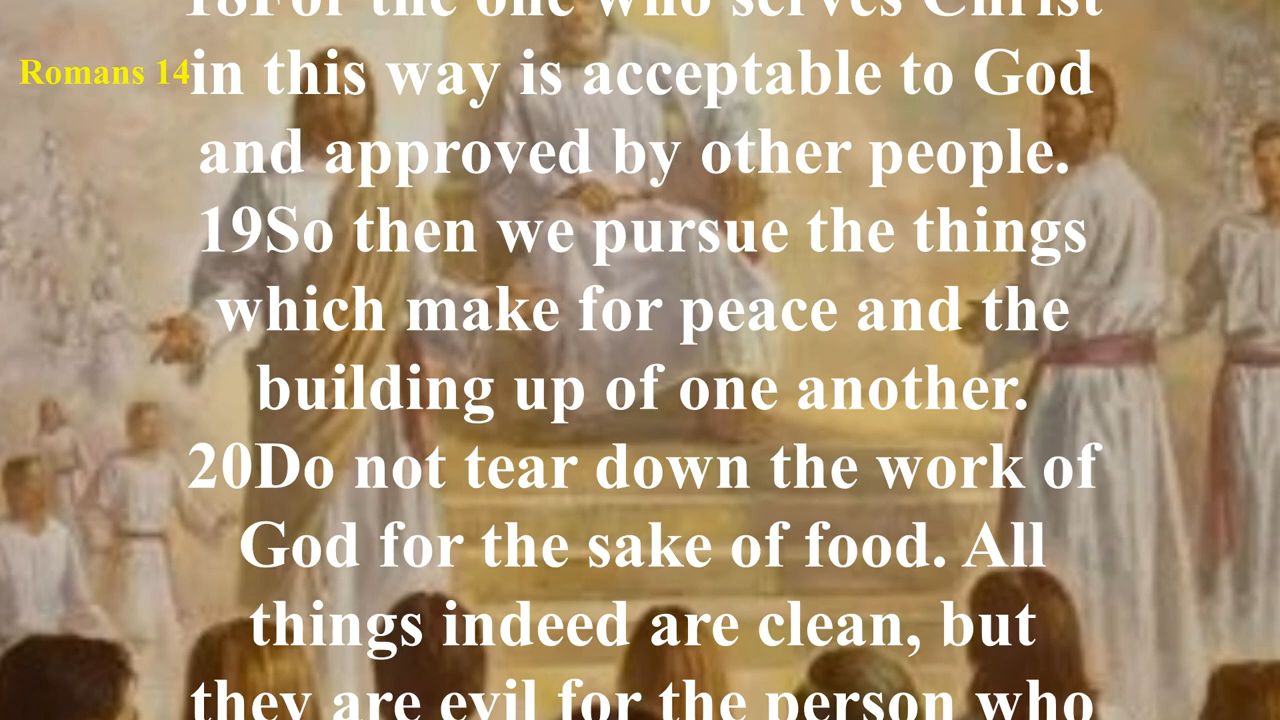 18For the one who serves Christ
Romans 14
in this way is acceptable to God
and approved by other people.
19So then we pursue the things
which make for peace and the
building up of one another.
20Do not tear down the work of
God for the sake of food. All
things indeed are clean, but
they are evil for the person who